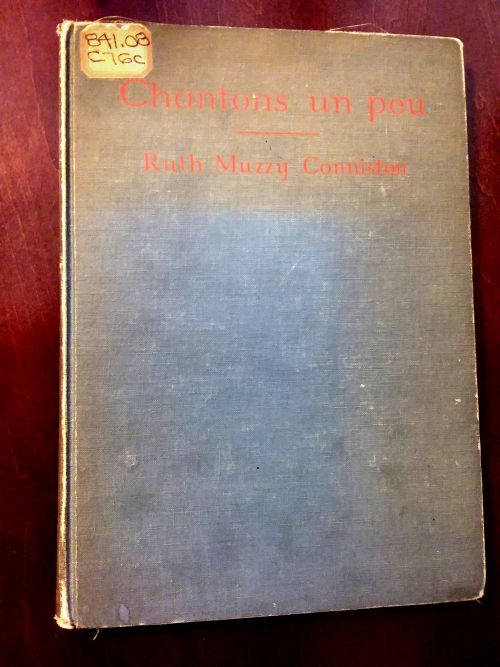 841.08
C76c
Chantons un peu
Ruth Muzzy Conniston